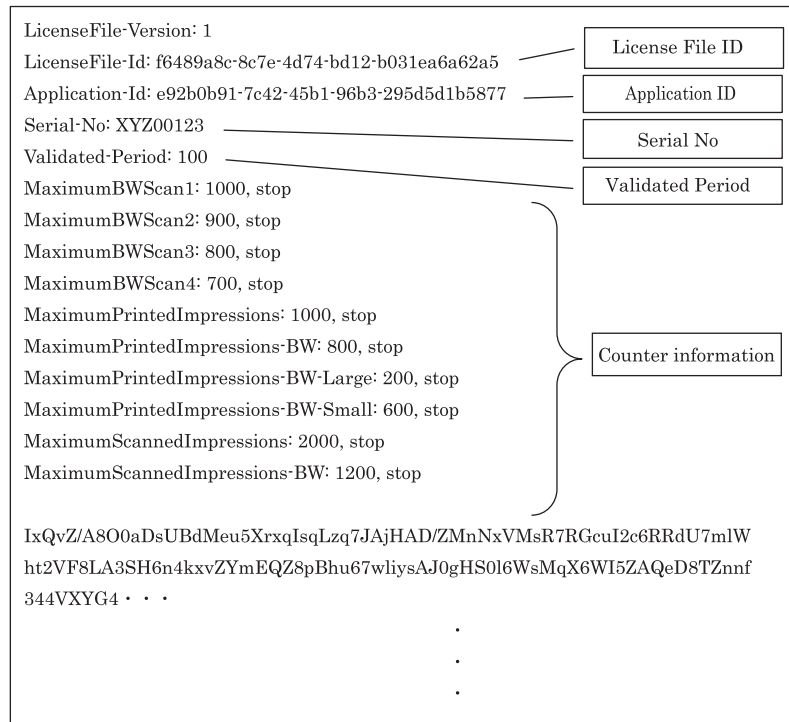 LicenseFile-Version: 1
LicenseFile-Id: f6489a8c-8c7e-4d74-bd12-b031ea6a62a5
License File ID
Application-Id: e92b0b91-7c42-45b1-96b3-295d5d1b5877
Application ID
Serial-No: XYZ00123
Serial No
Validated-Period: 100
Validated Period
MaximumBWScan1: 1000, stop
MaximumBWScan2: 900, stop
MaximumBWScan3: 800, stop
MaximumBWScan4: 700, stop
MaximumPrintedImpressions: 1000, stop
MaximumPrintedImpressions-BW: 800, stop
Counter information
MaximumPrintedImpressions-BW-Large: 200, stop
MaximumPrintedImpressions-BW-Small: 600, stop
MaximumScannedImpressions: 2000, stop
MaximumScannedImpressions-BW: 1200, stop
IxQvZ/A8O0aDsUBdMeu5XrxqIsqLzq7JAjHAD/ZMnNxVMsR7RGcuI2c6RRdU7mlW
ht2VF8LA3SH6n4kxvZYmEQZ8pBhu67wliysAJ0gHS0l6WsMqX6WI5ZAQeD8TZnnf
344VXYG4・・・